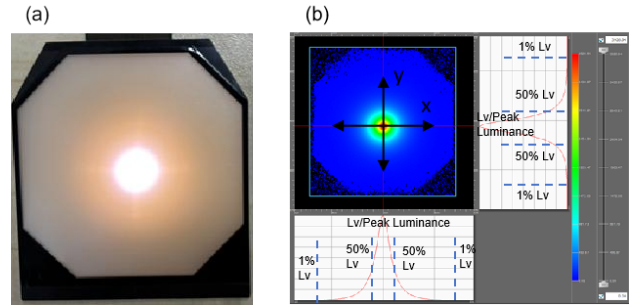 (a)
(b)
y
x
1% Lv
50% Lv
Lv/Peak
Luminance
50% Lv
1% Lv
Lv/Peak Luminance
1%
Lv
50%
Lv
50%
Lv
1%
Lv